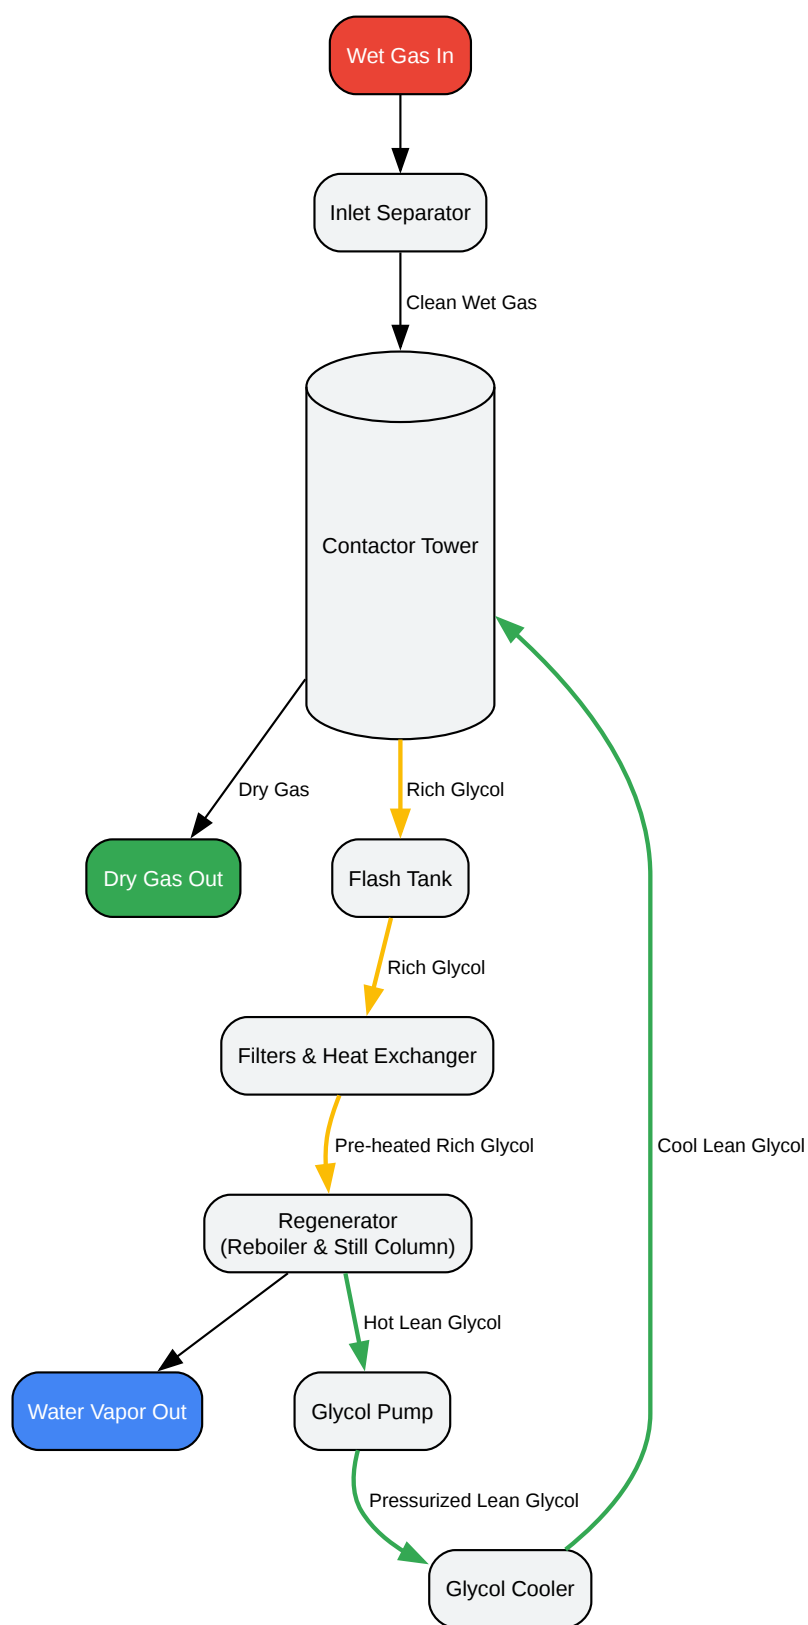 Wet Gas In
Inlet Separator
Clean Wet Gas
Contactor Tower
Dry Gas
Rich Glycol
Dry Gas Out
Flash Tank
Rich Glycol
Filters & Heat Exchanger
Pre-heated Rich Glycol
Cool Lean Glycol
Regenerator
(Reboiler & Still Column)
Hot Lean Glycol
Water Vapor Out
Glycol Pump
Pressurized Lean Glycol
Glycol Cooler